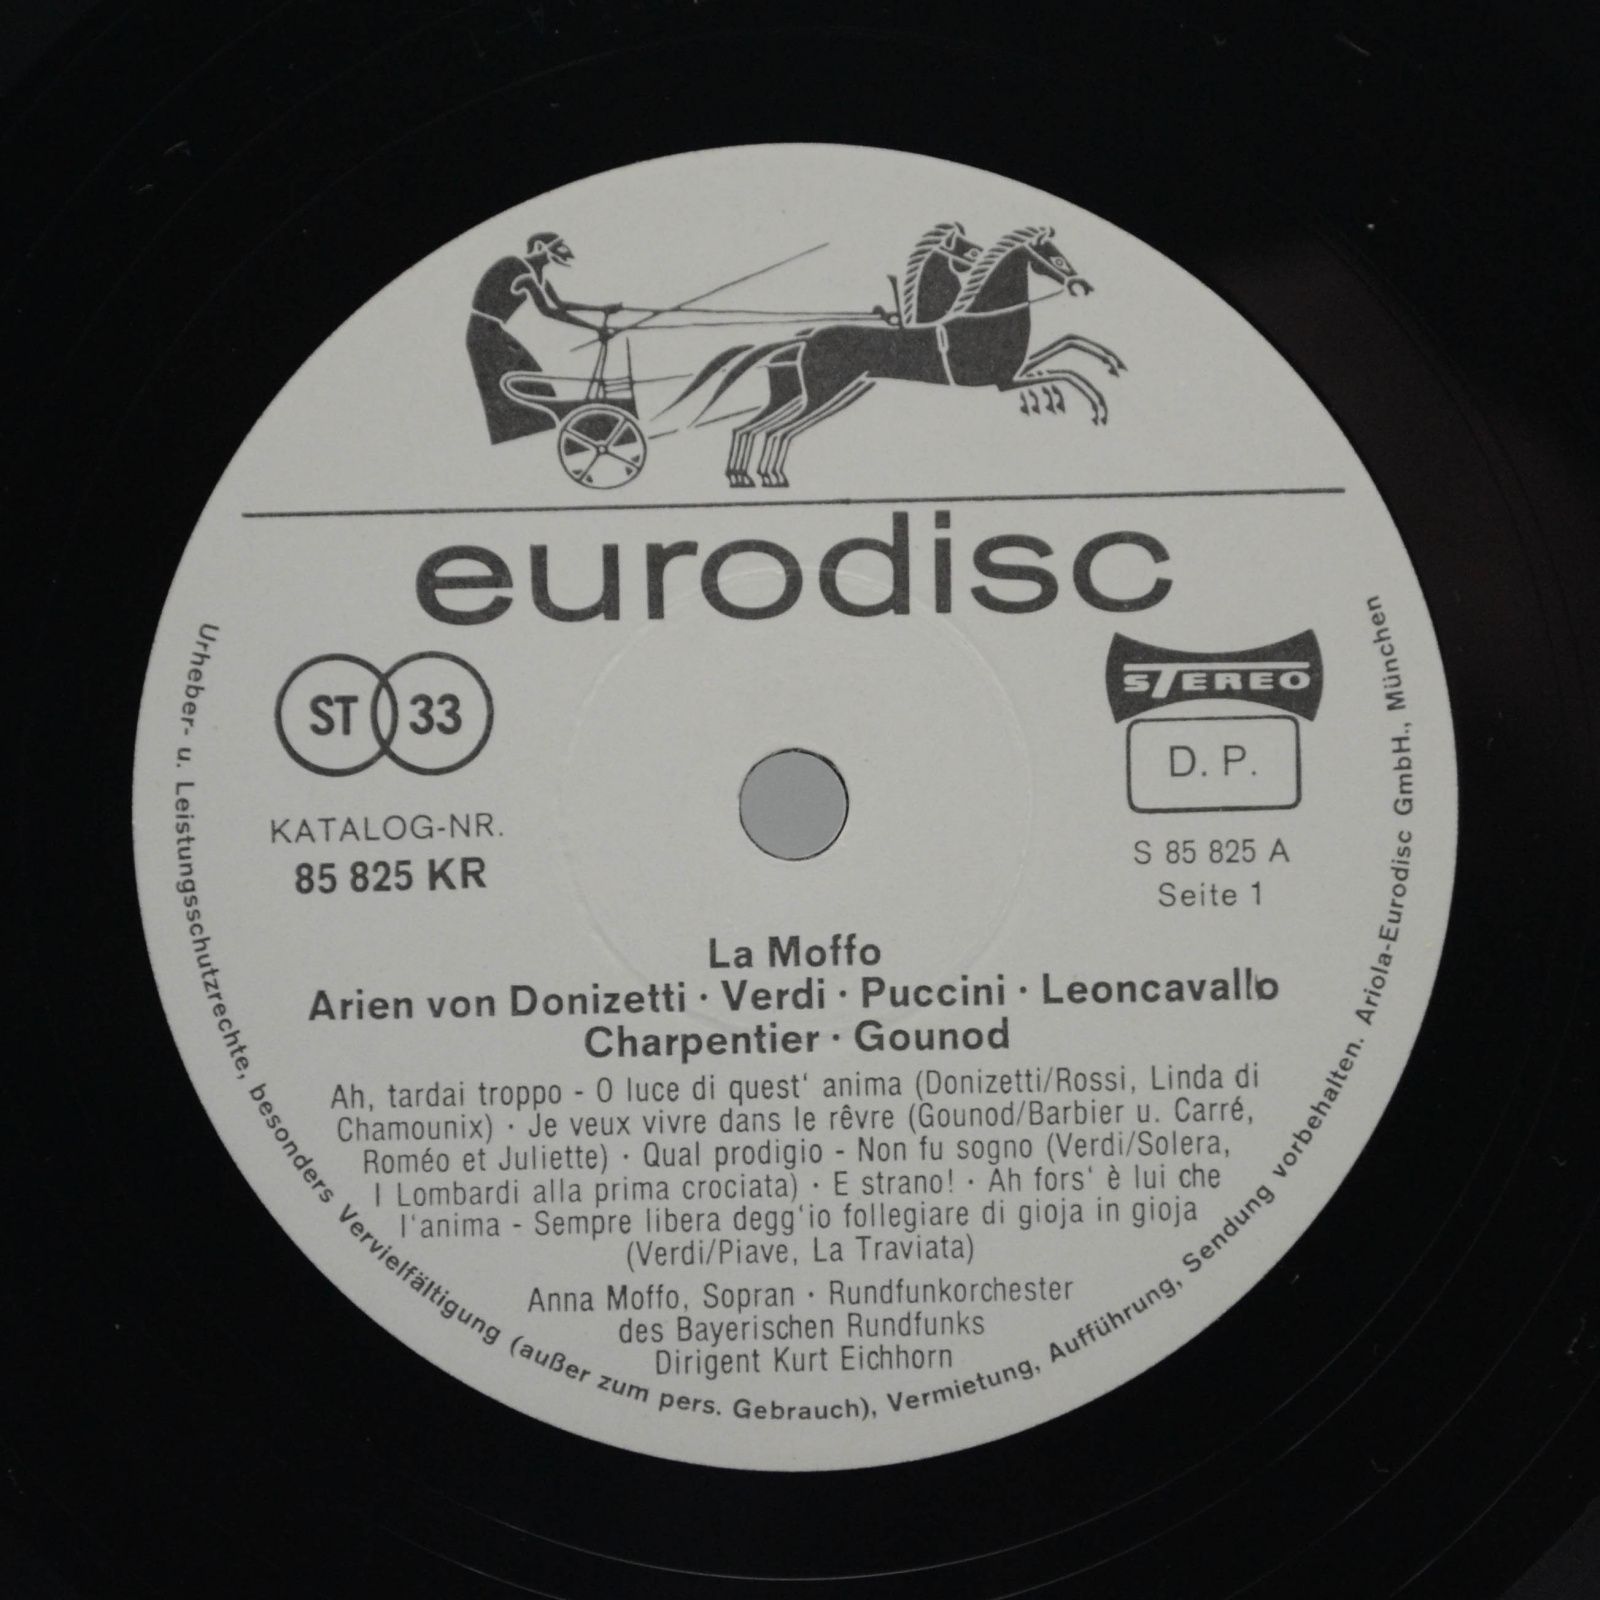 eurodisc
ST 33
STEREO
D. P.
KATALOG-NR.
85 825 KR
S 85 825 A
Seite 1
La Moffo
Arien von Donizetti · Verdi · Puccini · Leoncavallo
Charpentier · Gounod
Ah, tardai troppo - O luce di quest' anima (Donizetti/Rossi, Linda di
Chamounix) · Je veux vivre dans le rêvre (Gounod/Barbier u. Carré,
Roméo et Juliette) · Qual prodigio - Non fu sogno (Verdi/Solera,
I Lombardi alla prima crociata) · E strano! · Ah fors' è lui che
l'anima - Sempre libera degg'io follegiare di gioja in gioja
(Verdi/Piave, La Traviata)
Anna Moffo, Sopran · Rundfunkorchester
des Bayerischen Rundfunks
Dirigent Kurt Eichhorn
Urheber- u. Leistungsschutzrechte, besonders Vervielfältigung (außer zum pers. Gebrauch), Vermietung, Aufführung, Sendung vorbehalten. Ariola-Eurodisc GmbH., München